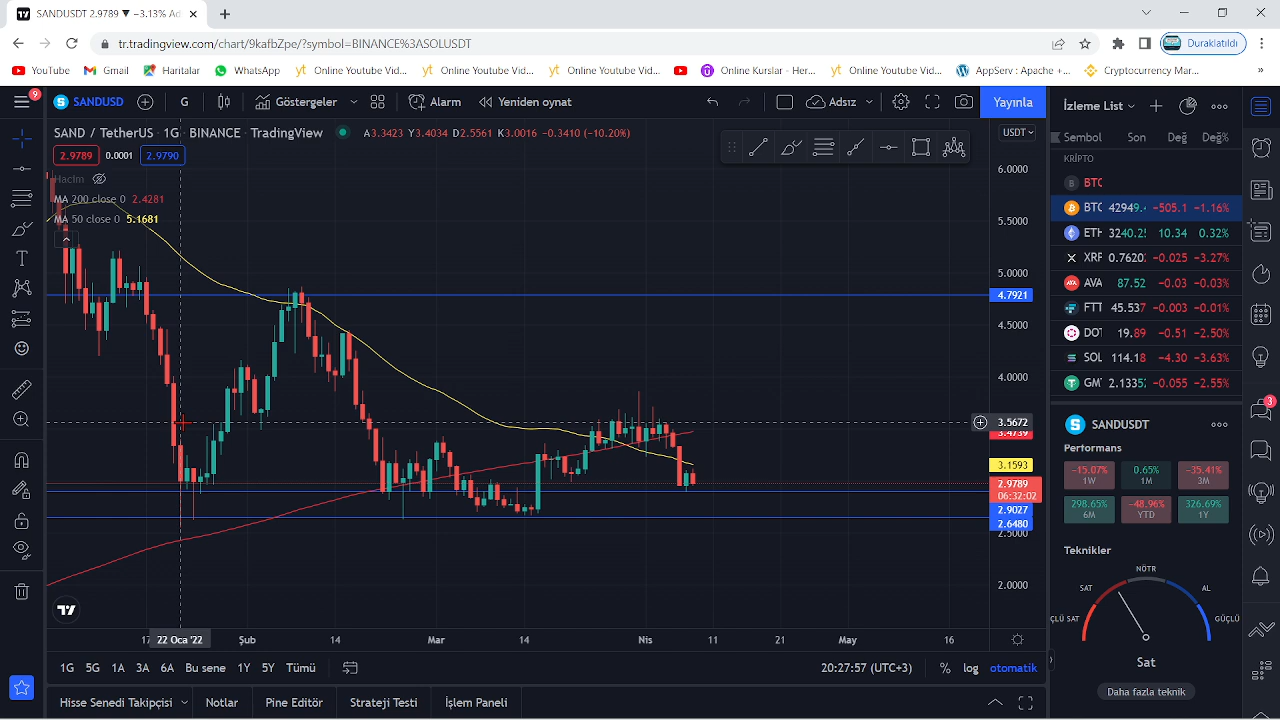 SANDUSDT 2.9789 ▼ −3.13% Ad
tr.tradingview.com/chart/9kafbZpe/?symbol=BINANCE%3ASOLUSDT
Duraklatıldı
YouTube Gmail Haritalar WhatsApp Online Youtube Vid... Online Youtube Vid... Online Youtube Vid... Online Kurslar - Her... Online Youtube Vid... AppServ : Apache +... Cryptocurrency Mar... »
9
SANDUSD G Göstergeler Alarm Yeniden oynat Adsız Yayınla
SAND / TetherUS · 1G · BINANCE · TradingView A3.3423 Y3.4034 D2.5561 K3.0016 −0.3410 (−10.20%)
2.9789 0.0001 2.9790
Hacim
MA 200 close 0 2.4281
MA 50 close 0 5.1681
USDT
6.0000
5.5000
5.0000
4.7921
4.5000
4.0000
3.5672
3.4739
3.1593
2.9789
06:32:02
2.9027
2.6480
2.5000
2.0000
17 22 Oca '22 Şub 14 Mar 14 Nis 11 21 May 16
1G 5G 1A 3A 6A Bu sene 1Y 5Y Tümü 20:27:57 (UTC+3) % log otomatik
Hisse Senedi Takipçisi Notlar Pine Editör Strateji Testi İşlem Paneli
İzleme List
Sembol Son Değ Değ%
KRİPTO
BTC
BTC 42949.4 −505.1 −1.16%
ETH 3240.25 10.34 0.32%
XRP 0.7620 −0.025 −3.27%
AVA 87.52 −0.03 −0.03%
FTT 45.537 −0.003 −0.01%
DOT 19.89 −0.51 −2.50%
SOL 114.18 −4.30 −3.63%
GMT 2.1335 −0.055 −2.55%
3
SANDUSDT
Performans
−15.07% 0.65% −35.41%
1W 1M 3M
298.65% −48.96% 326.69%
6M YTD 1Y
Teknikler
NÖTR
SAT AL
ÇLÜ SAT GÜÇLÜ
Sat
Daha fazla teknik